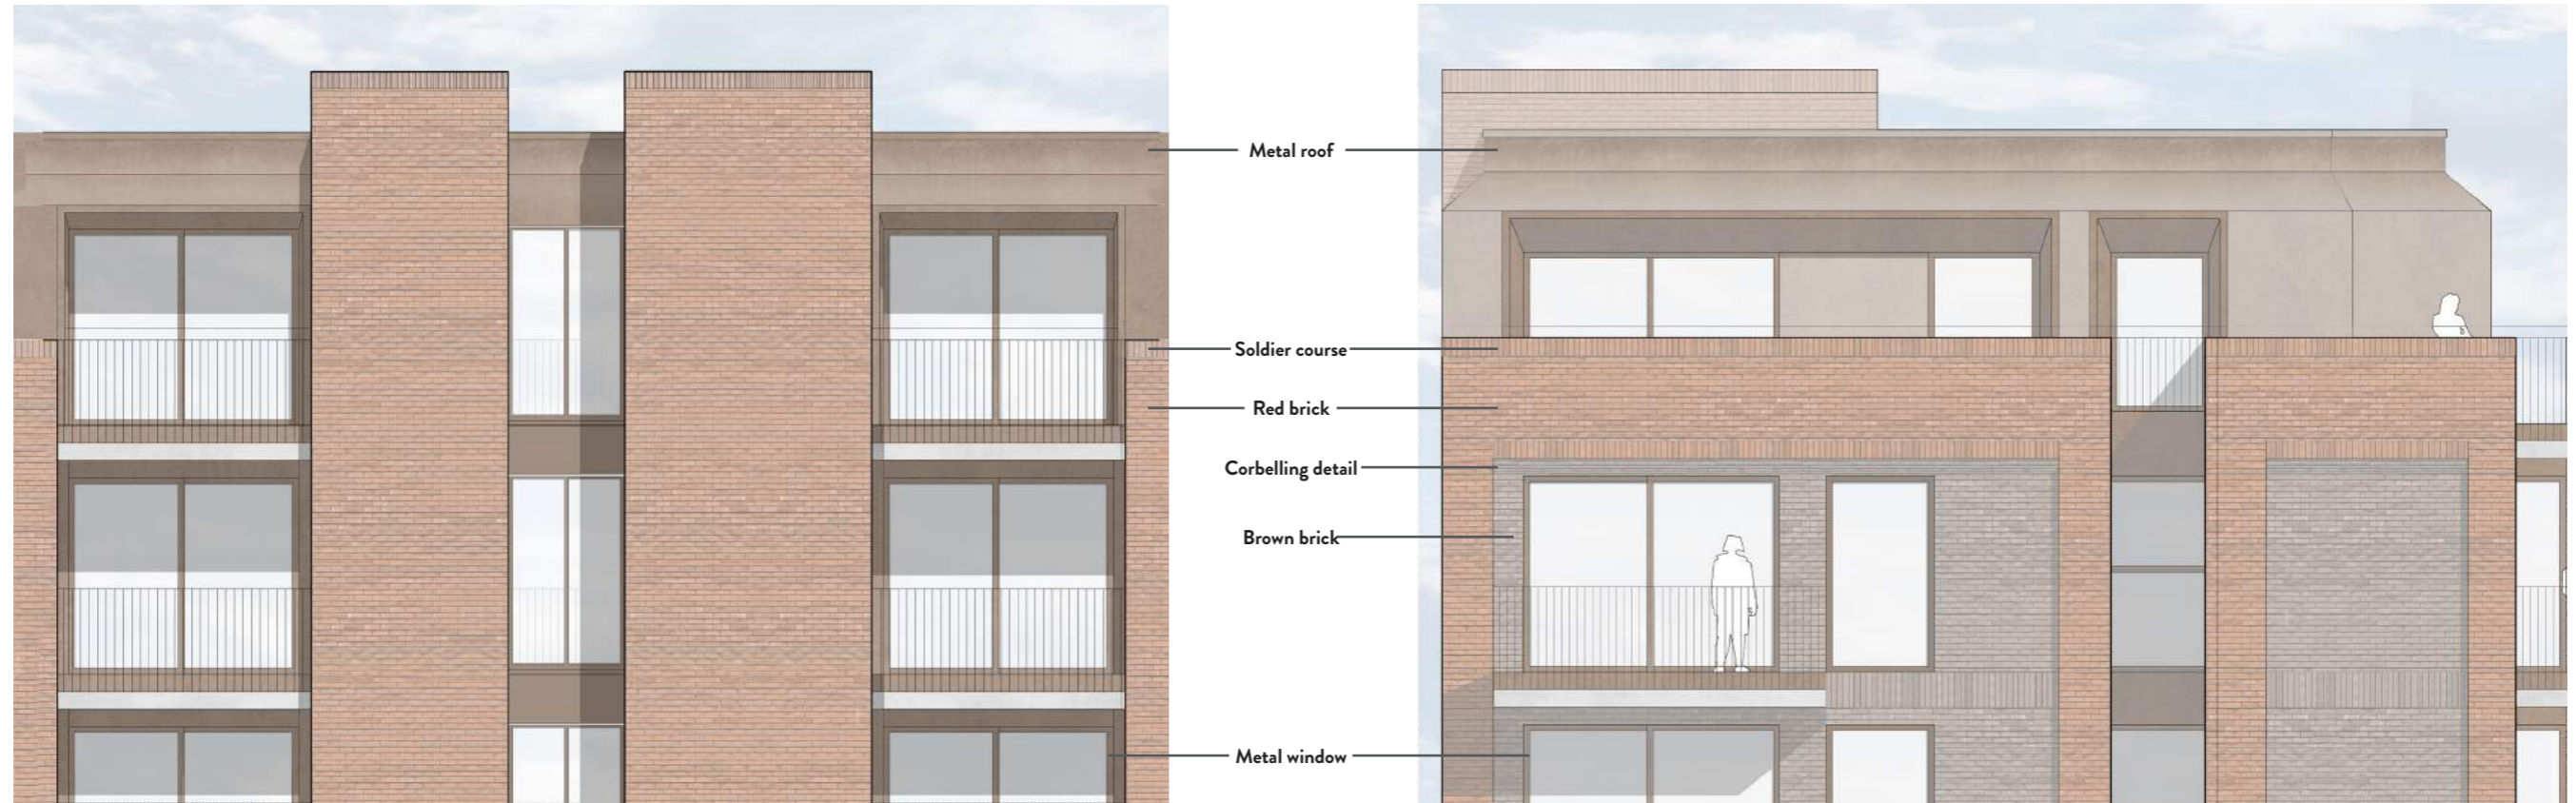 Metal roof
Soldier course
Red brick
Corbelling detail
Brown brick
Metal window